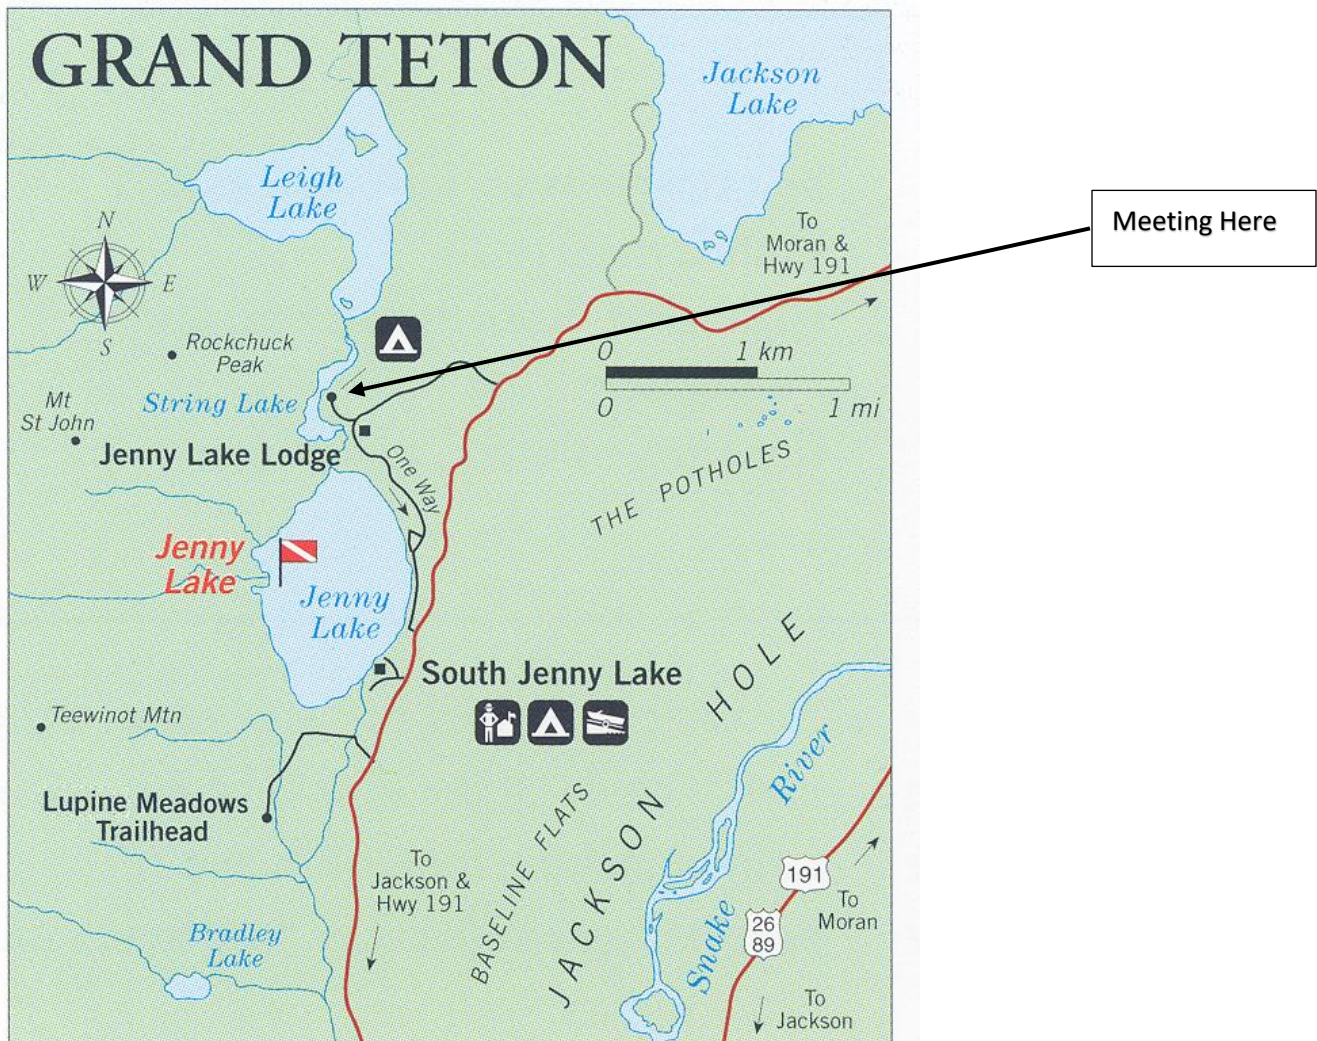 GRAND TETON
Jackson
Lake
Leigh
Lake
Meeting Here
To
Moran &
Hwy 191
N
W
E
S
Rockchuck
Peak
0
1 km
0
1 mi
Mt
St John
String Lake
Jenny Lake Lodge
One Way
THE POTHOLES
Jenny
Lake
Jenny
Lake
South Jenny Lake
HOLE
Teewinot Mtn
River
Lupine Meadows
Trailhead
BASELINE FLATS
JACKSON
To
Jackson &
Hwy 191
191
To
Moran
26
89
Snake
Bradley
Lake
To
Jackson